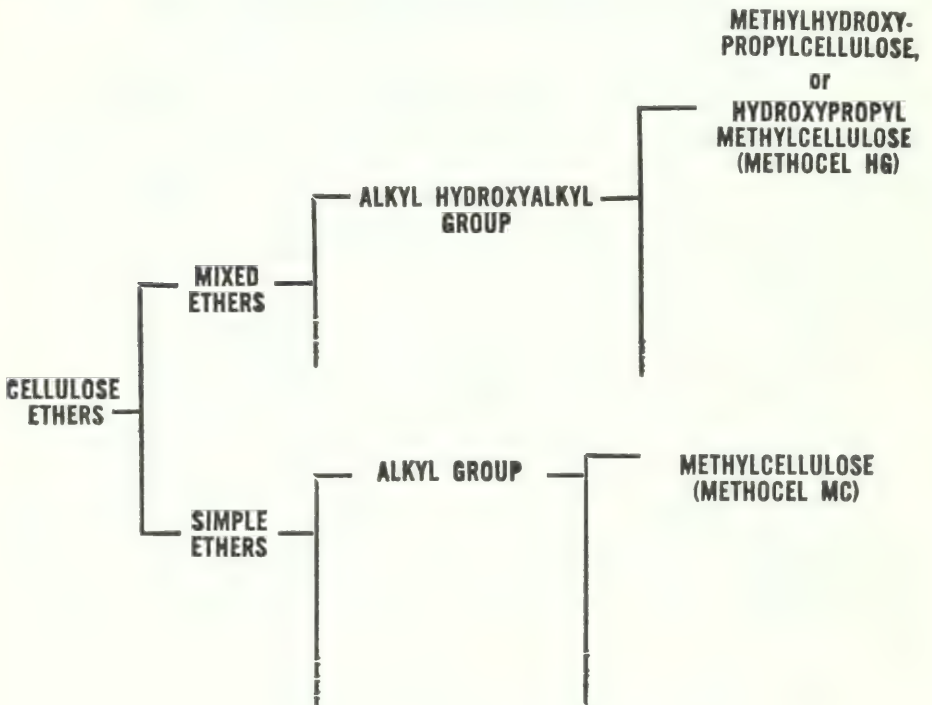 METHYLHYDROXY-
PROPYLCELLULOSE,
or
HYDROXYPROPYL
METHYLCELLULOSE
(METHOCEL HG)
ALKYL HYDROXYALKYL
GROUP
MIXED
ETHERS
CELLULOSE
ETHERS
ALKYL GROUP
METHYLCELLULOSE
(METHOCEL MC)
SIMPLE
ETHERS